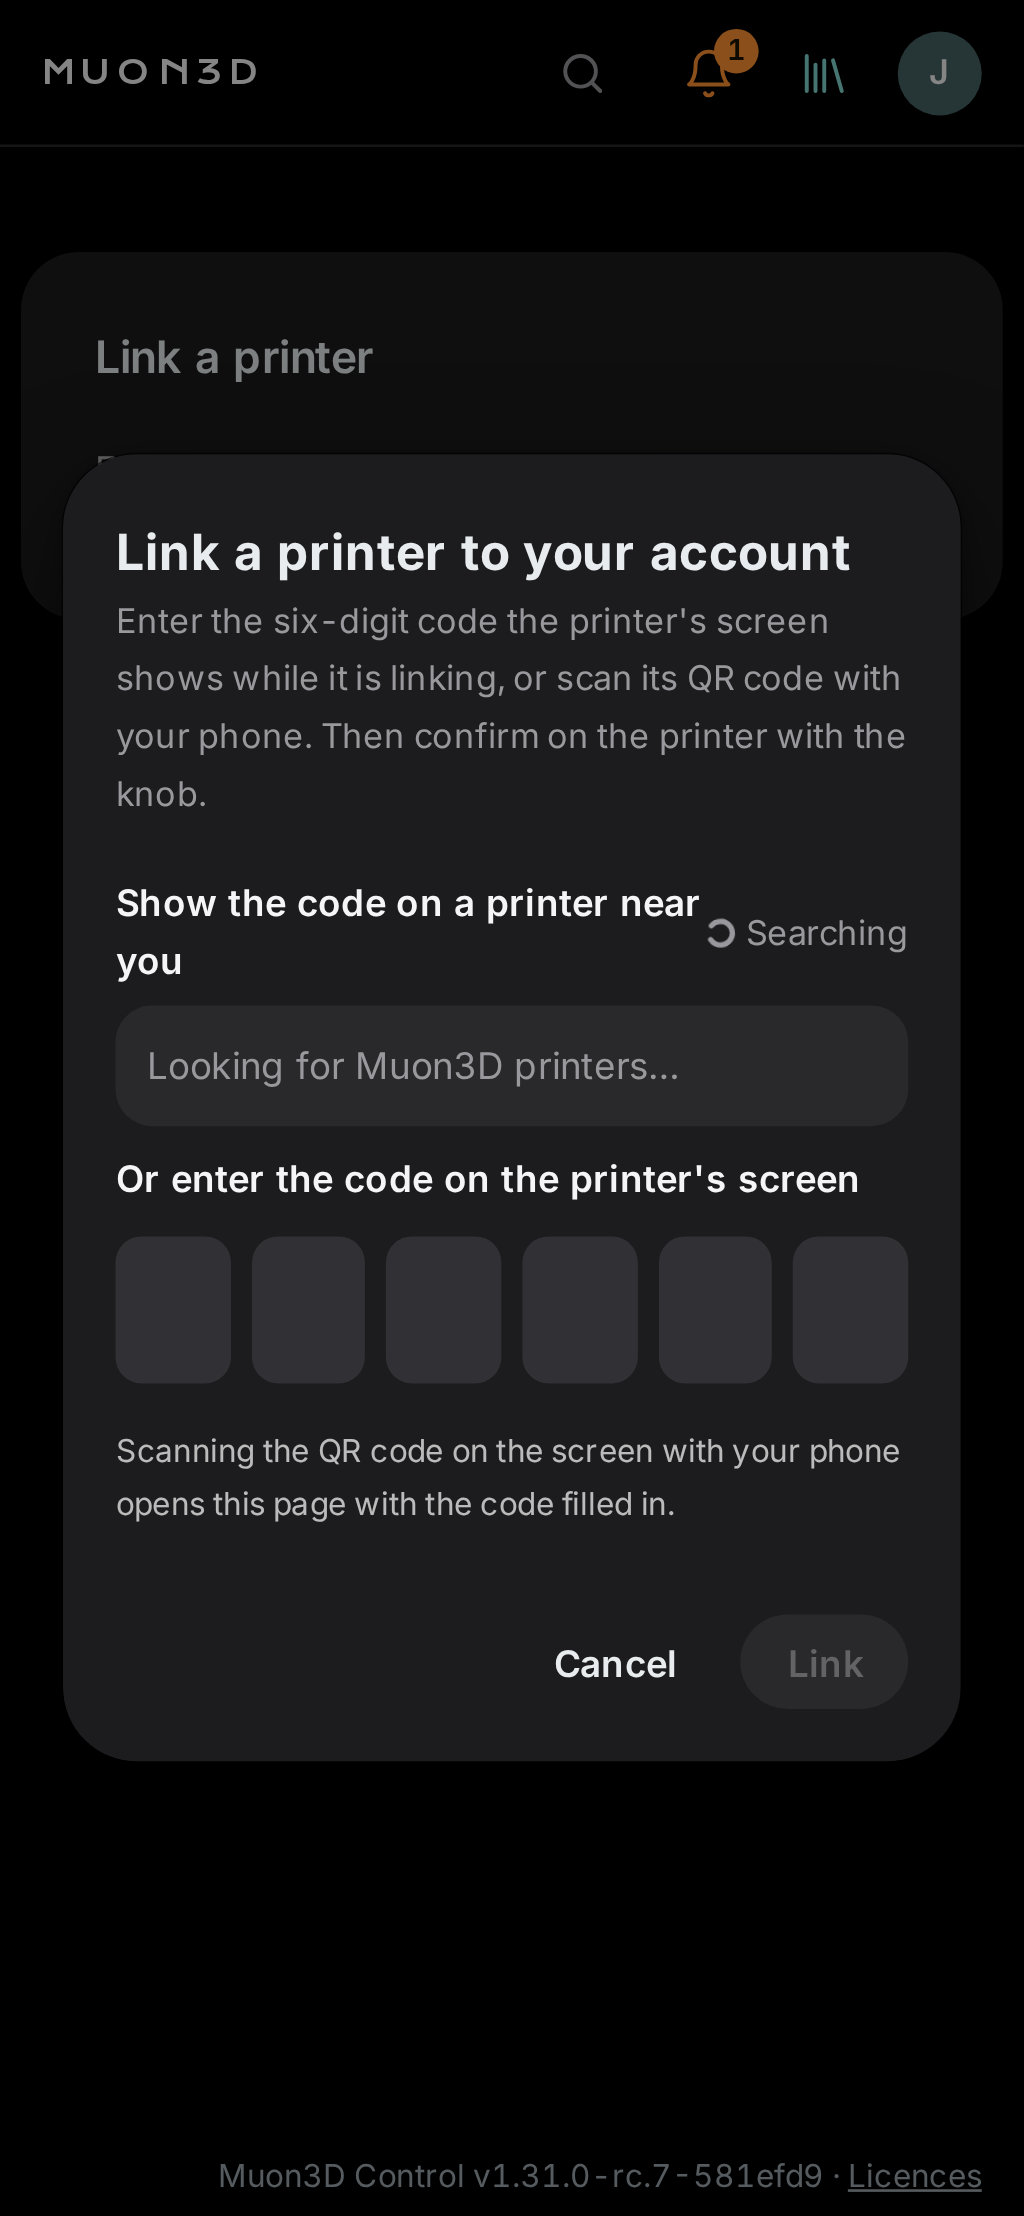 MUON3D
1
J
Link a printer
Link a printer to your account
Enter the six-digit code the printer's screen
shows while it is linking, or scan its QR code with
your phone. Then confirm on the printer with the
knob.
Show the code on a printer near
you
Searching
Looking for Muon3D printers...
Or enter the code on the printer's screen
Scanning the QR code on the screen with your phone
opens this page with the code filled in.
Cancel
Link
Muon3D Control v1.31.0-rc.7-581efd9 · Licences